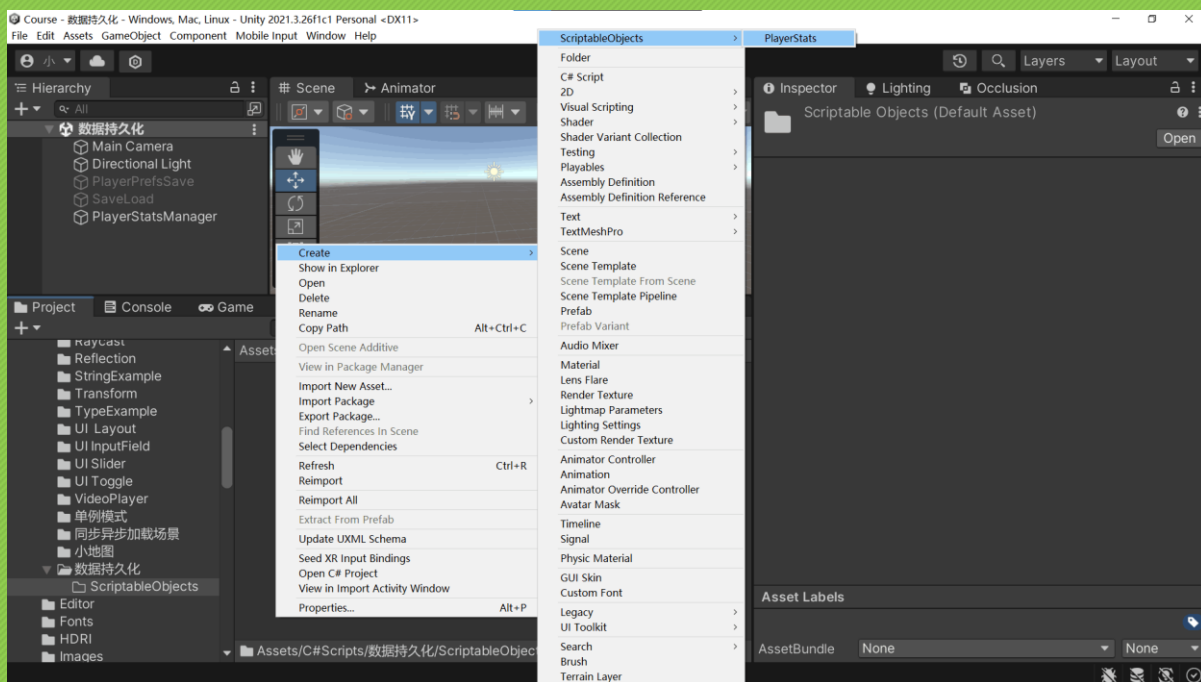 Course - 数据持久化 - Windows, Mac, Linux - Unity 2021.3.26f1c1 Personal <DX11>
File Edit Assets GameObject Component Mobile Input Window Help
小
Layers
Layout
Hierarchy
All
数据持久化
Main Camera
Directional Light
PlayerPrefsSave
SaveLoad
PlayerStatsManager
Scene
Animator
Inspector
Lighting
Occlusion
Scriptable Objects (Default Asset)
Open
Project
Console
Game
Raycast
Reflection
StringExample
Transform
TypeExample
UI Layout
UI InputField
UI Slider
UI Toggle
VideoPlayer
单例模式
同步异步加载场景
小地图
数据持久化
ScriptableObjects
Editor
Fonts
HDRI
Images
Asset
Assets/C#Scripts/数据持久化/ScriptableObjec
Create
Show in Explorer
Open
Delete
Rename
Copy Path Alt+Ctrl+C
Open Scene Additive
View in Package Manager
Import New Asset...
Import Package
Export Package...
Find References In Scene
Select Dependencies
Refresh Ctrl+R
Reimport
Reimport All
Extract From Prefab
Update UXML Schema
Seed XR Input Bindings
Open C# Project
View in Import Activity Window
Properties... Alt+P
ScriptableObjects
Folder
C# Script
2D
Visual Scripting
Shader
Shader Variant Collection
Testing
Playables
Assembly Definition
Assembly Definition Reference
Text
TextMeshPro
Scene
Scene Template
Scene Template From Scene
Scene Template Pipeline
Prefab
Prefab Variant
Audio Mixer
Material
Lens Flare
Render Texture
Lightmap Parameters
Lighting Settings
Custom Render Texture
Animator Controller
Animation
Animator Override Controller
Avatar Mask
Timeline
Signal
Physic Material
GUI Skin
Custom Font
Legacy
UI Toolkit
Search
Brush
Terrain Layer
PlayerStats
Asset Labels
AssetBundle None None